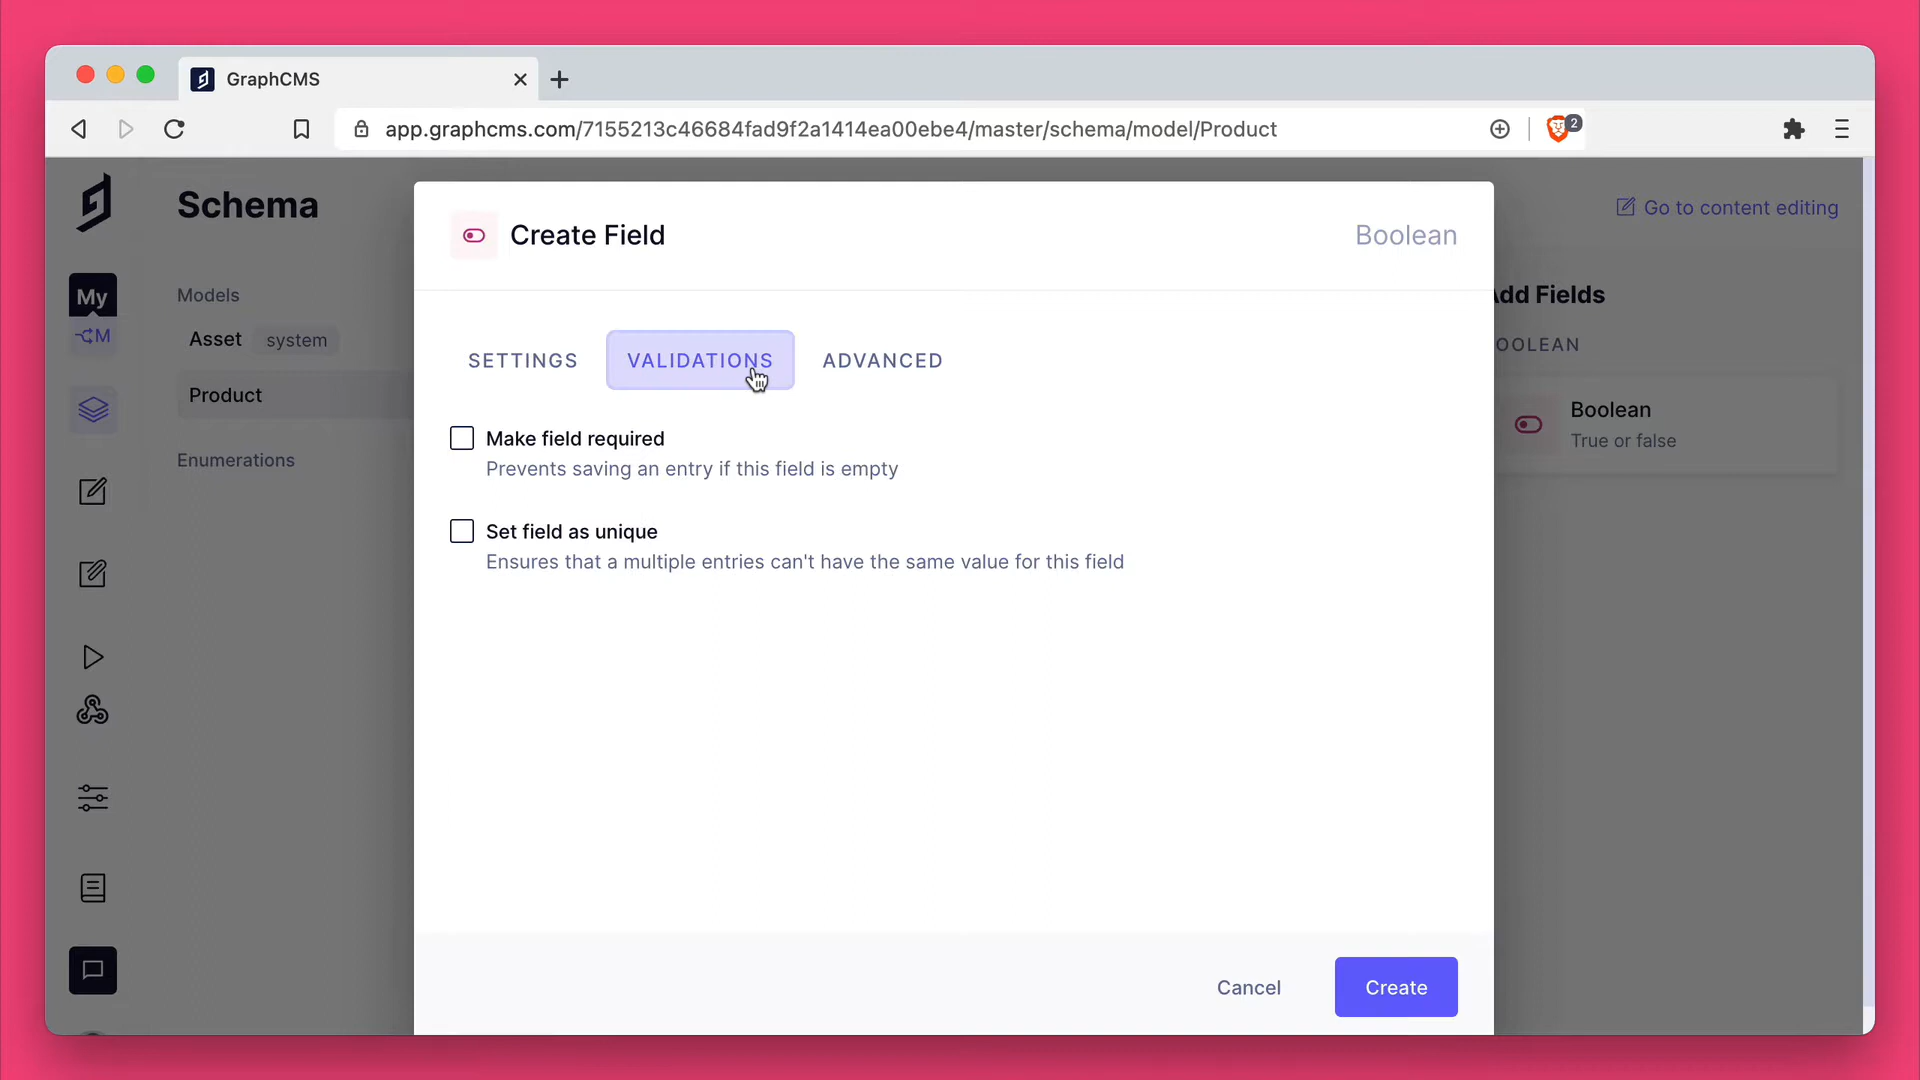 GraphCMS
app.graphcms.com/7155213c46684fad9f2a1414ea00ebe4/master/schema/model/Product
2
Schema
My
M
Models
Asset system
Product
Enumerations
Create Field
Boolean
SETTINGS
VALIDATIONS
ADVANCED
Make field required
Prevents saving an entry if this field is empty
Set field as unique
Ensures that a multiple entries can't have the same value for this field
Cancel
Create
Go to content editing
Add Fields
OOLEAN
Boolean
True or false